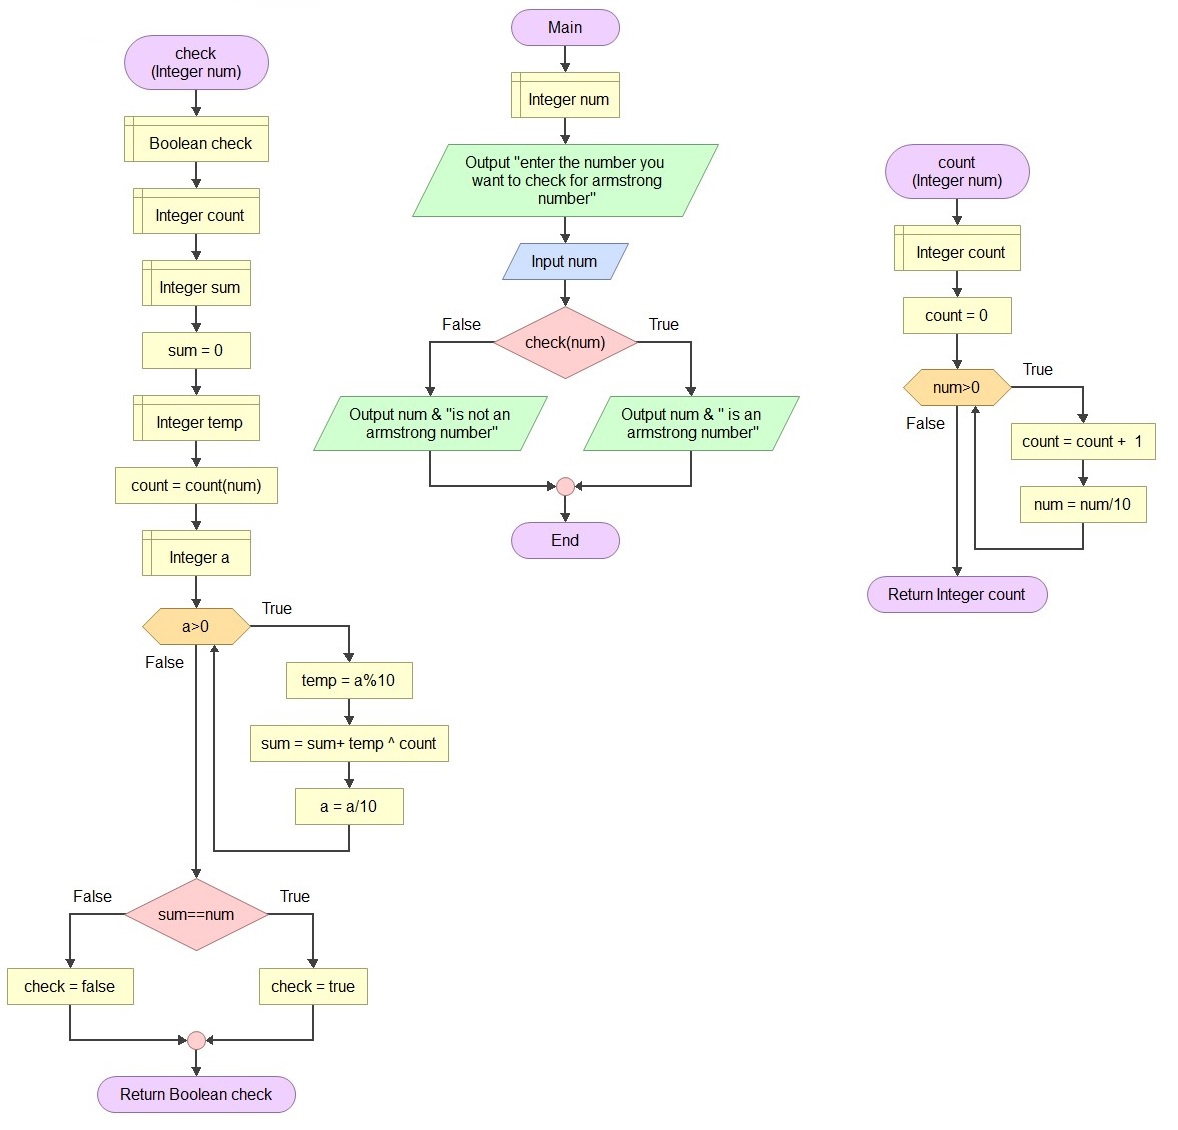 check
(Integer num)
Boolean check
Integer count
Integer sum
sum = 0
Integer temp
count = count(num)
Integer a
a>0
True
False
temp = a%10
sum = sum+ temp ^ count
a = a/10
sum==num
False
True
check = false
check = true
Return Boolean check
Main
Integer num
Output "enter the number you
want to check for armstrong
number"
Input num
check(num)
False
True
Output num & "is not an
armstrong number"
Output num & " is an
armstrong number"
End
count
(Integer num)
Integer count
count = 0
num>0
True
False
count = count +  1
num = num/10
Return Integer count